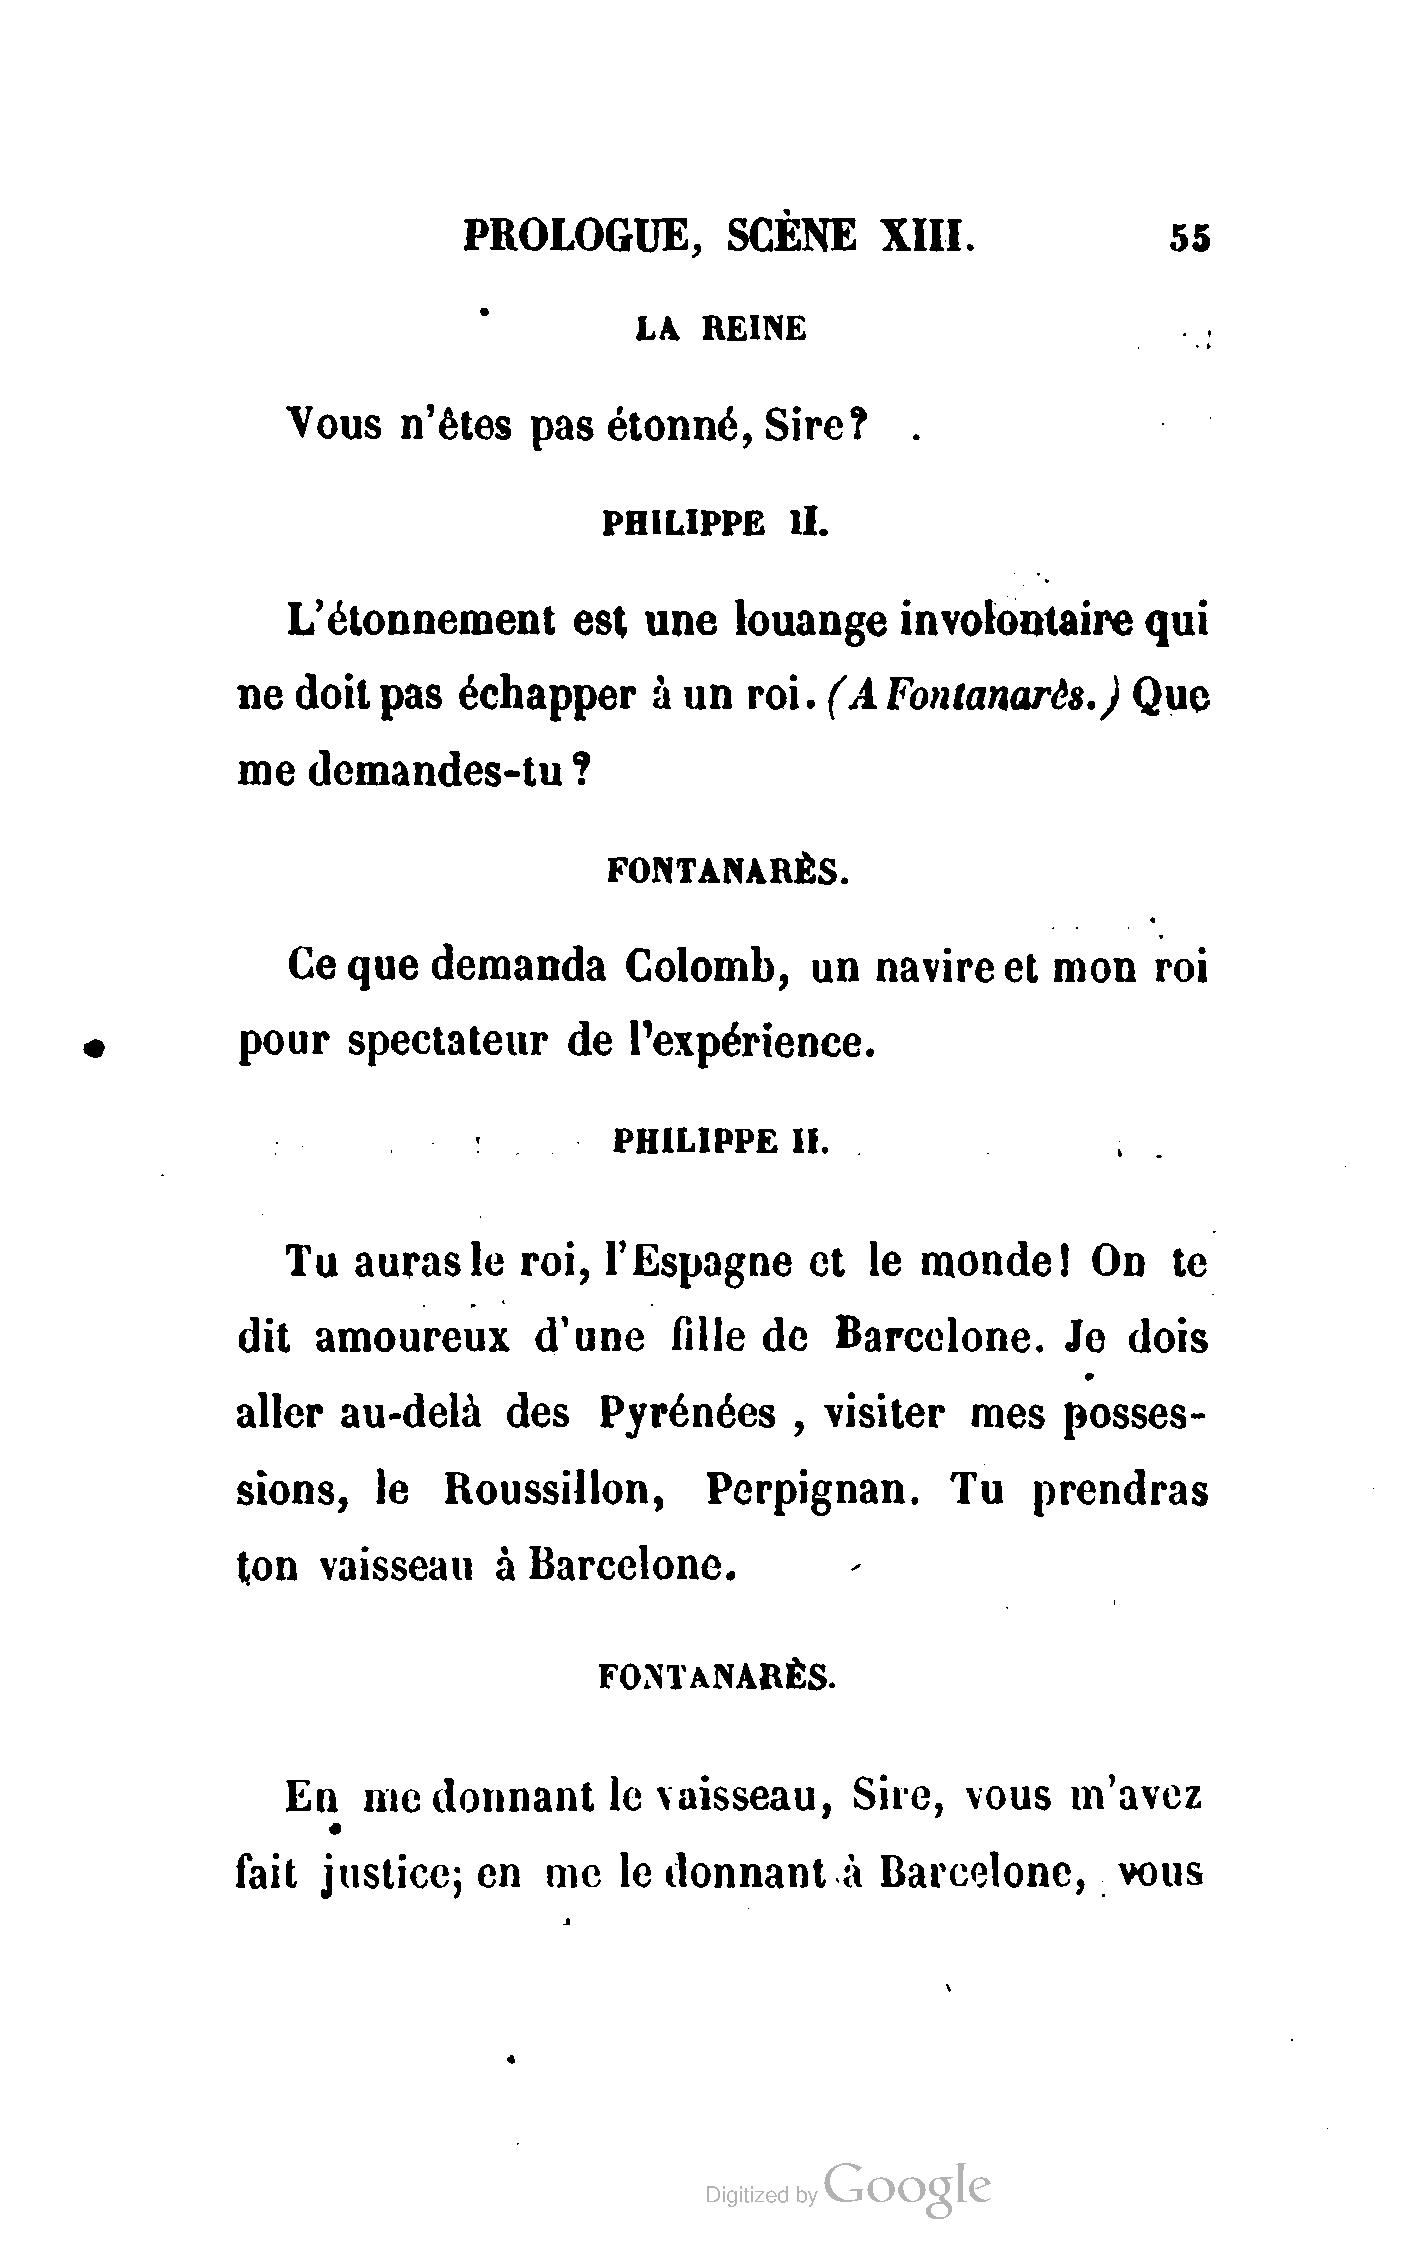 PROLOGUE, SCÈNE XIII. 55
LA REINE
Vous n'êtes pas étonné, Sire?
PHILIPPE II.
L'étonnement est une louange involontaire qui
ne doit pas échapper à un roi. (A Fontanarès.) Que
me demandes-tu?
FONTANARÈS.
Ce que demanda Colomb, un navire et mon roi
pour spectateur de l'expérience.
PHILIPPE II.
Tu auras le roi, l'Espagne et le monde! On te
dit amoureux d'une fille de Barcelone. Je dois
aller au-delà des Pyrénées , visiter mes posses-
sions, le Roussillon, Perpignan. Tu prendras
ton vaisseau à Barcelone.
FONTANARÈS.
En me donnant le vaisseau, Sire, vous m'avez
fait justice; en me le donnant à Barcelone, vous
Digitized by Google